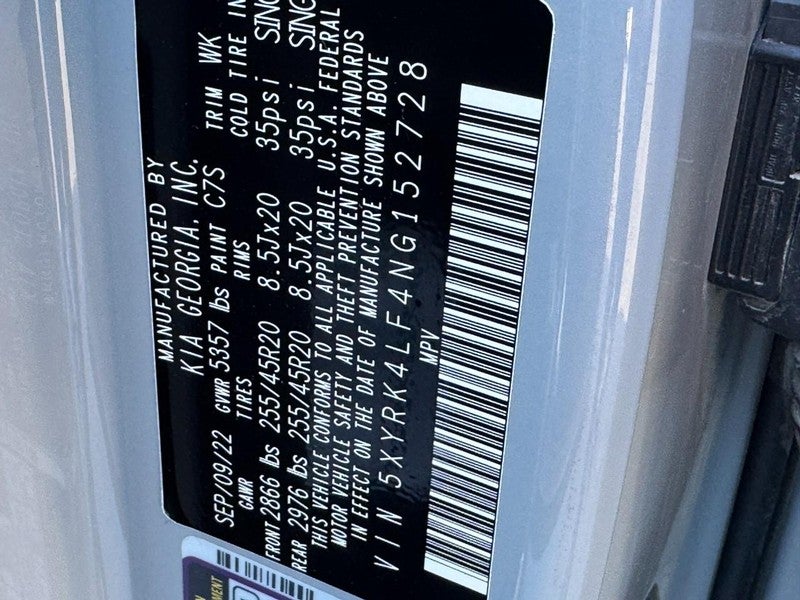 MANUFACTURED BY
KIA GEORGIA, INC.
SEP/09/22 GVWR 5357 lbs PAINT C7S TRIM WK
GAWR TIRES RIMS COLD TIRE
FRONT 2866 lbs 255/45R20 8.5Jx20 35psi
REAR 2976 lbs 255/45R20 8.5Jx20 35psi
THIS VEHICLE CONFORMS TO ALL APPLICABLE U.S.A. FEDERAL
MOTOR VEHICLE SAFETY AND THEFT PREVENTION STANDARDS
IN EFFECT ON THE DATE OF MANUFACTURE SHOWN ABOVE
VIN 5XYRK4LF4NG152728
MPV